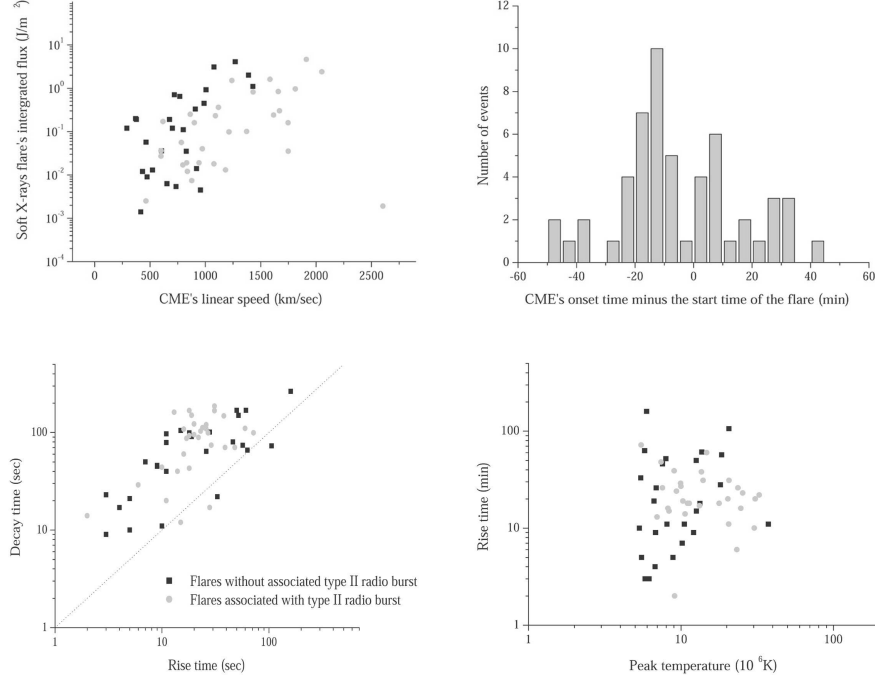 Soft X-rays flare's intergrated flux (J/m²)
10¹
10⁰
10⁻¹
10⁻²
10⁻³
10⁻⁴
0 500 1000 1500 2000 2500
CME's linear speed (km/sec)
Number of events
12
10
8
6
4
2
0
-60 -40 -20 0 20 40 60
CME's onset time minus the start time of the flare (min)
Decay time (sec)
100
10
1
Flares without associated type II radio burst
Flares associated with type II radio burst
1 10 100
Rise time (sec)
Rise time (min)
100
10
1
1 10 100
Peak temperature (10⁶K)